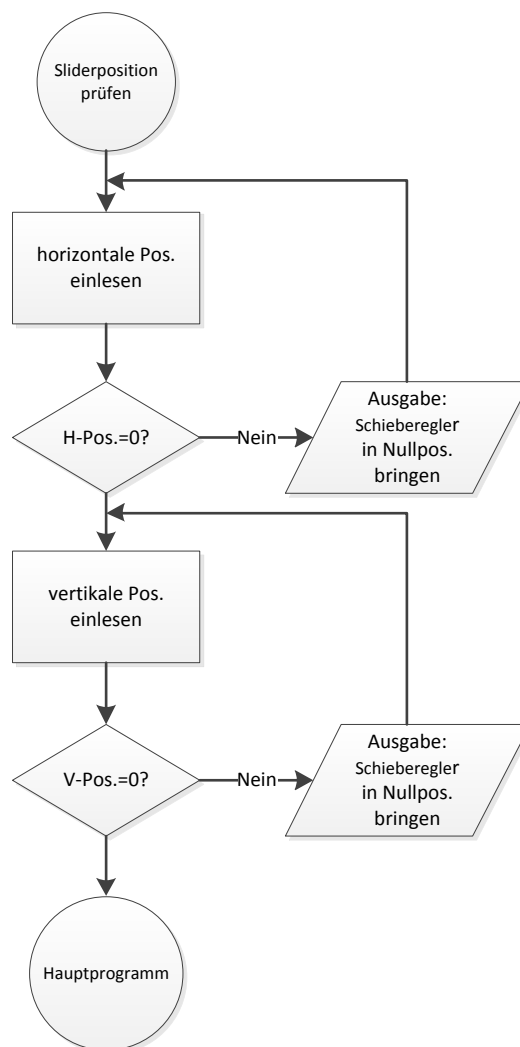 Sliderposition
prüfen
horizontale Pos.
einlesen
H-Pos.=0?
Nein
Ausgabe:
Schieberegler
in Nullpos.
bringen
vertikale Pos.
einlesen
V-Pos.=0?
Nein
Ausgabe:
Schieberegler
in Nullpos.
bringen
Hauptprogramm